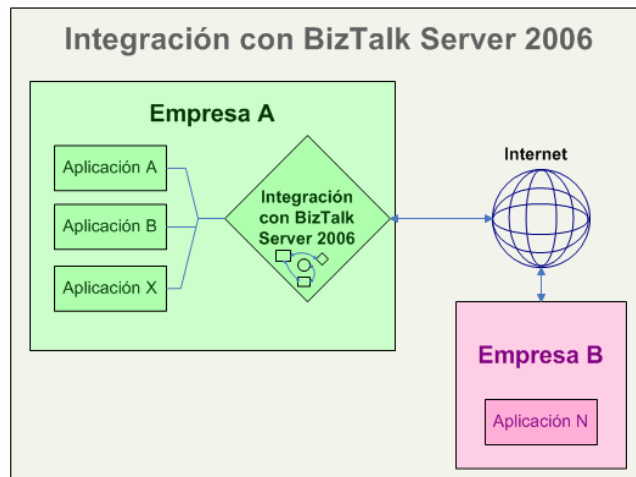 Integración con BizTalk Server 2006
Empresa A
Aplicación A
Aplicación B
Aplicación X
Integración
con BizTalk
Server 2006
Internet
Empresa B
Aplicación N